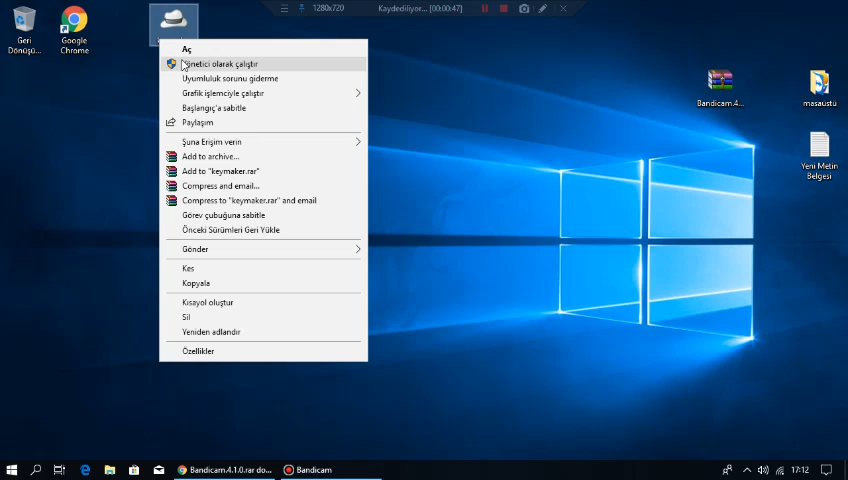 1280x720
Kaydediliyor... [00:00:47]
Geri
Dönüşü...
Google
Chrome
Aç
Yönetici olarak çalıştır
Uyumluluk sorunu giderme
Grafik işlemciyle çalıştır
Başlangıç'a sabitle
Paylaşım
Şuna Erişim verin
Add to archive...
Add to "keymaker.rar"
Compress and email...
Compress to "keymaker.rar" and email
Görev çubuğuna sabitle
Önceki Sürümleri Geri Yükle
Gönder
Kes
Kopyala
Kısayol oluştur
Sil
Yeniden adlandır
Özellikler
Bandicam.4...
masaüstü
Yeni Metin
Belgesi
Bandicam.4.1.0.rar do...
Bandicam
17:12